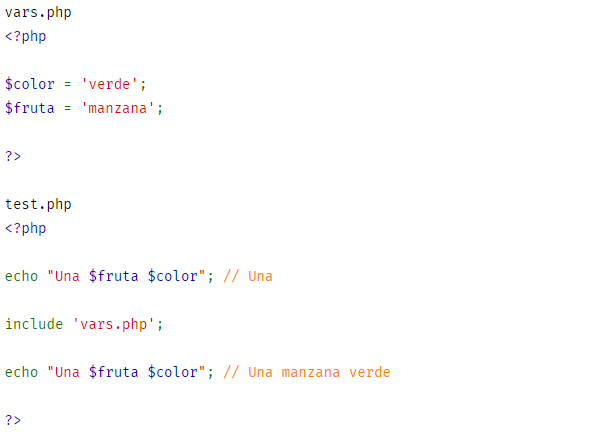 vars.php
<?php
$color = 'verde';
$fruta = 'manzana';
?>
test.php
<?php
echo "Una $fruta $color"; // Una
include 'vars.php';
echo "Una $fruta $color"; // Una manzana verde
?>